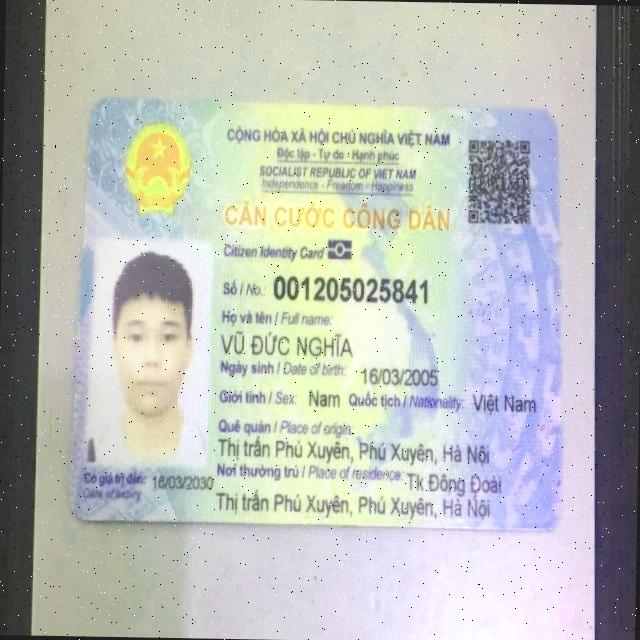 CỘNG HÒA XÃ HỘI CHỦ NGHĨA VIỆT NAM
Độc lập - Tự do - Hạnh phúc
SOCIALIST REPUBLIC OF VIET NAM
Independence - Freedom - Happiness
CĂN CƯỚC CÔNG DÂN
Citizen Identity Card
Số / No.: 001205025841
Họ và tên / Full name:
VŨ ĐỨC NGHĨA
Ngày sinh / Date of birth: 16/03/2005
Giới tính / Sex: Nam Quốc tịch / Nationality: Việt Nam
Quê quán / Place of origin:
Thị trấn Phú Xuyên, Phú Xuyên, Hà Nội
Nơi thường trú / Place of residence: Tk Đông Đoài
Thị trấn Phú Xuyên, Phú Xuyên, Hà Nội
Có giá trị đến: 16/03/2030
Date of expiry